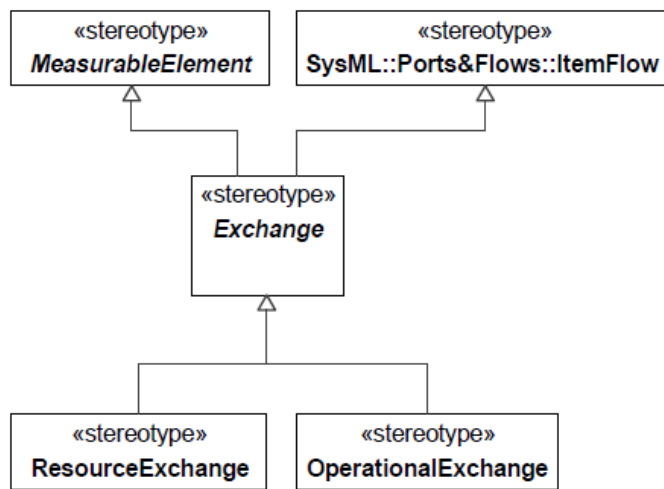 «stereotype»
MeasurableElement
«stereotype»
SysML::Ports&Flows::ItemFlow
«stereotype»
Exchange
«stereotype»
ResourceExchange
«stereotype»
OperationalExchange